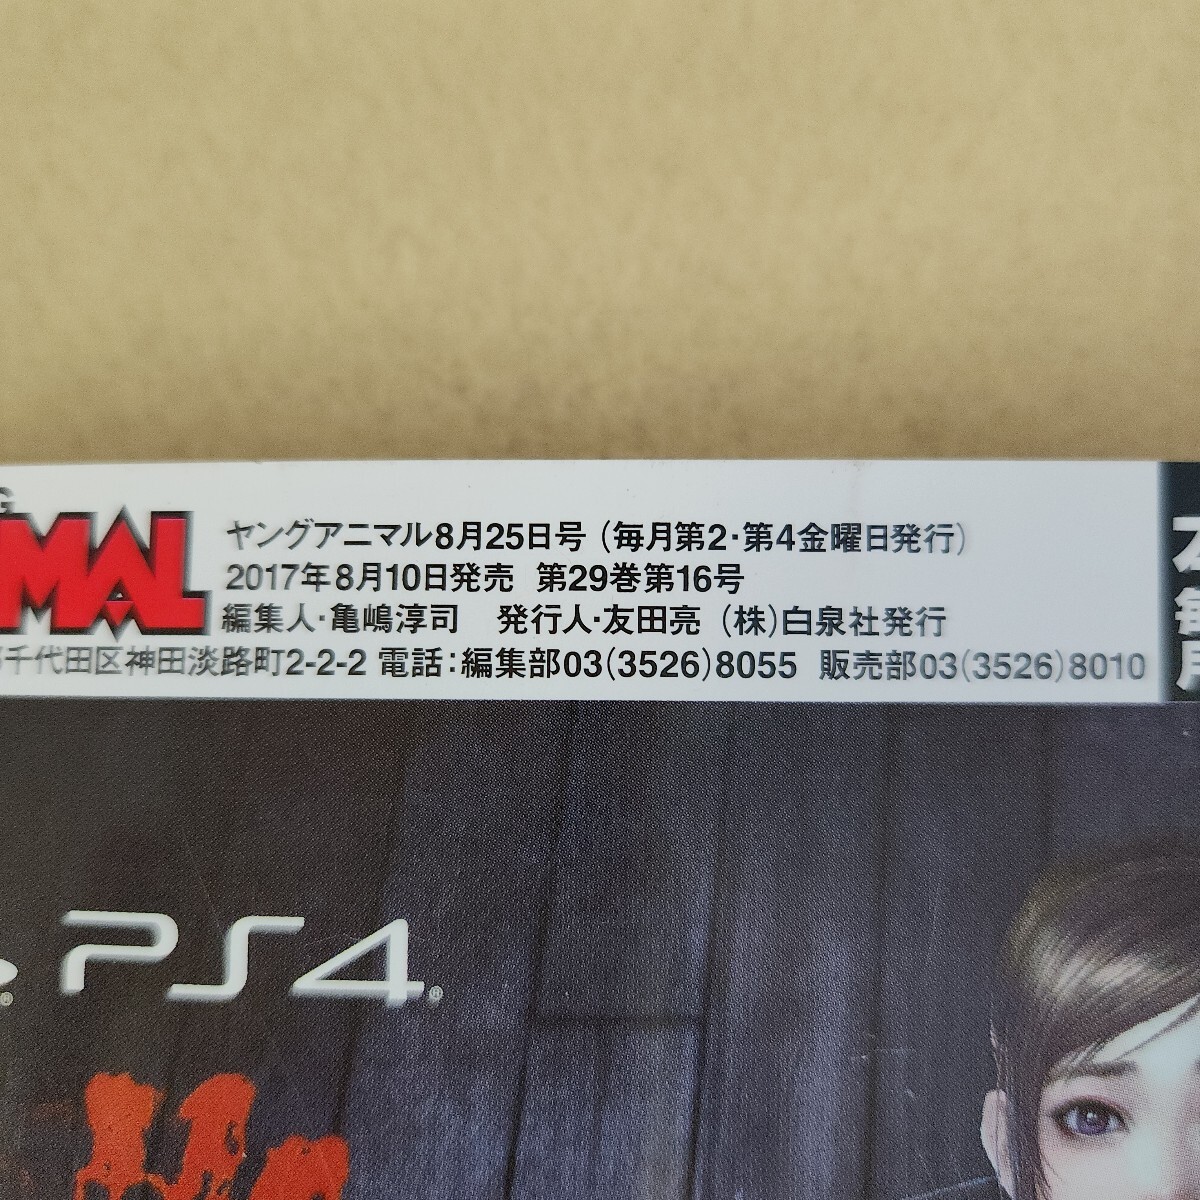 MAL
ヤングアニマル8月25日号 (毎月第2・第4金曜日発行)
2017年8月10日発売 第29巻第16号
編集人・亀嶋淳司 発行人・友田亮 (株)白泉社発行
千代田区神田淡路町2-2-2 電話:編集部03(3526)8055 販売部03(3526)8010
PS4®